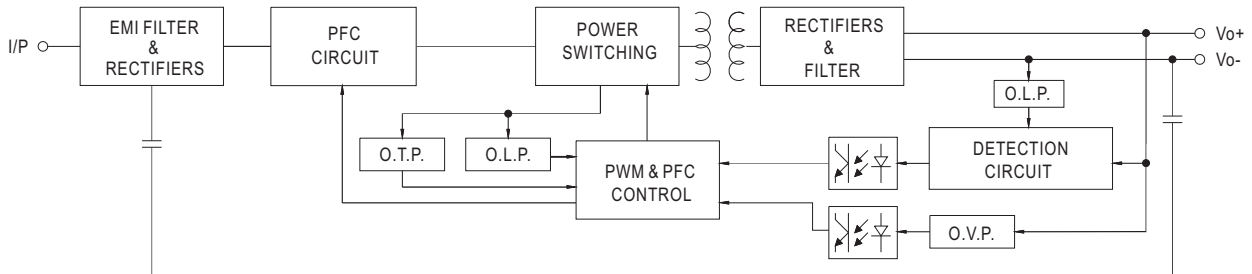 I/P
EMI FILTER
&
RECTIFIERS
PFC
CIRCUIT
POWER
SWITCHING
RECTIFIERS
&
FILTER
Vo+
Vo-
O.L.P.
O.T.P.
O.L.P.
PWM & PFC
CONTROL
DETECTION
CIRCUIT
O.V.P.